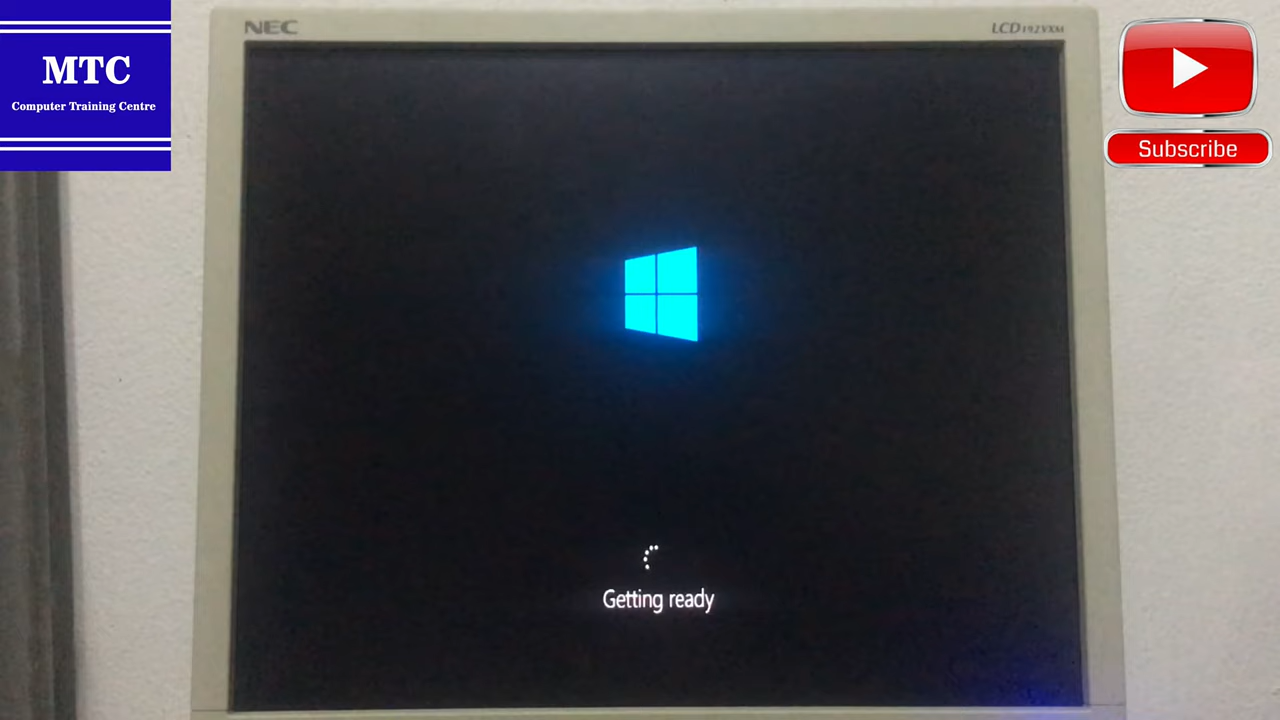 MTC
Computer Training Centre
NEC
LCD192VXM
Subscribe
Getting ready